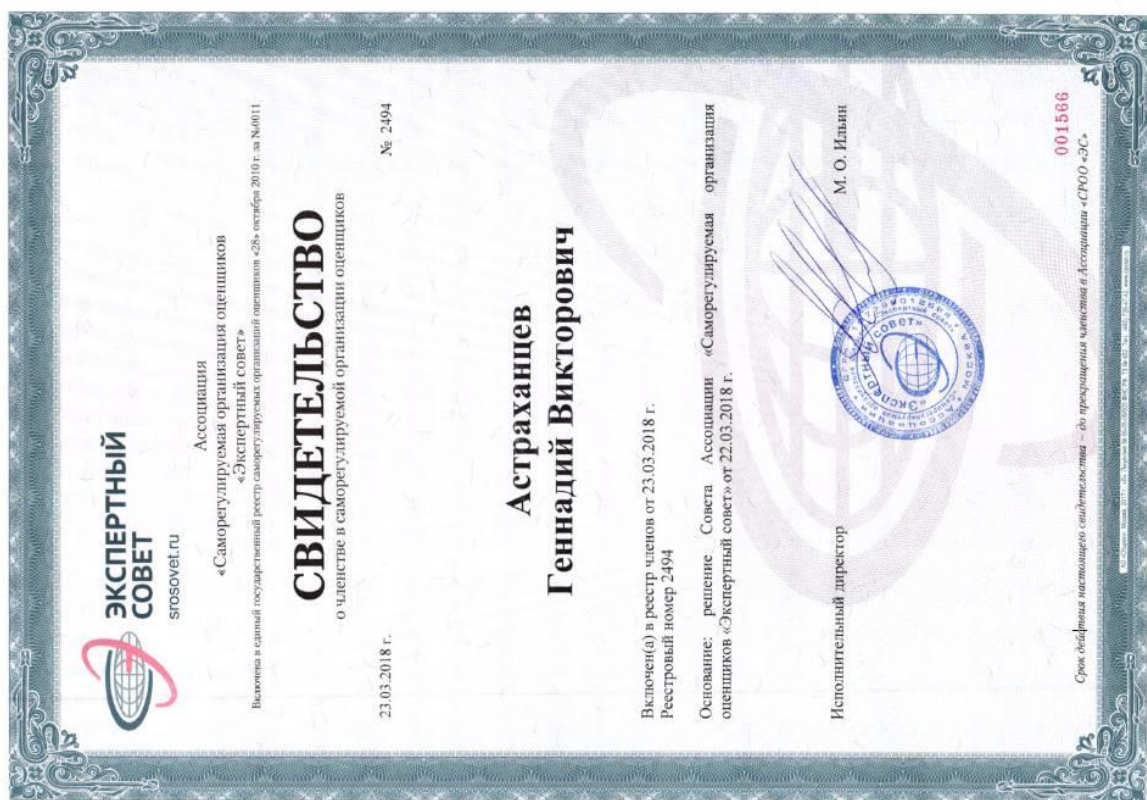 ЭКСПЕРТНЫЙ
СОВЕТ
srosovet.ru
Ассоциация
«Саморегулируемая организация оценщиков
«Экспертный совет»
Включена в единый государственный реестр саморегулируемых организаций оценщиков «28» октября 2010 г. за №0011
СВИДЕТЕЛЬСТВО
о членстве в саморегулируемой организации оценщиков
23.03.2018 г. № 2494
Астраханцев
Геннадий Викторович
Включен(а) в реестр членов от 23.03.2018 г.
Реестровый номер 2494
Основание: решение Совета Ассоциации «Саморегулируемая организация
оценщиков «Экспертный совет» от 22.03.2018 г.
Исполнительный директор М. О. Ильин
«ЭКСПЕРТНЫЙ СОВЕТ»
001566
Срок действия настоящего свидетельства – до прекращения членства в Ассоциации «СРОО «ЭС»